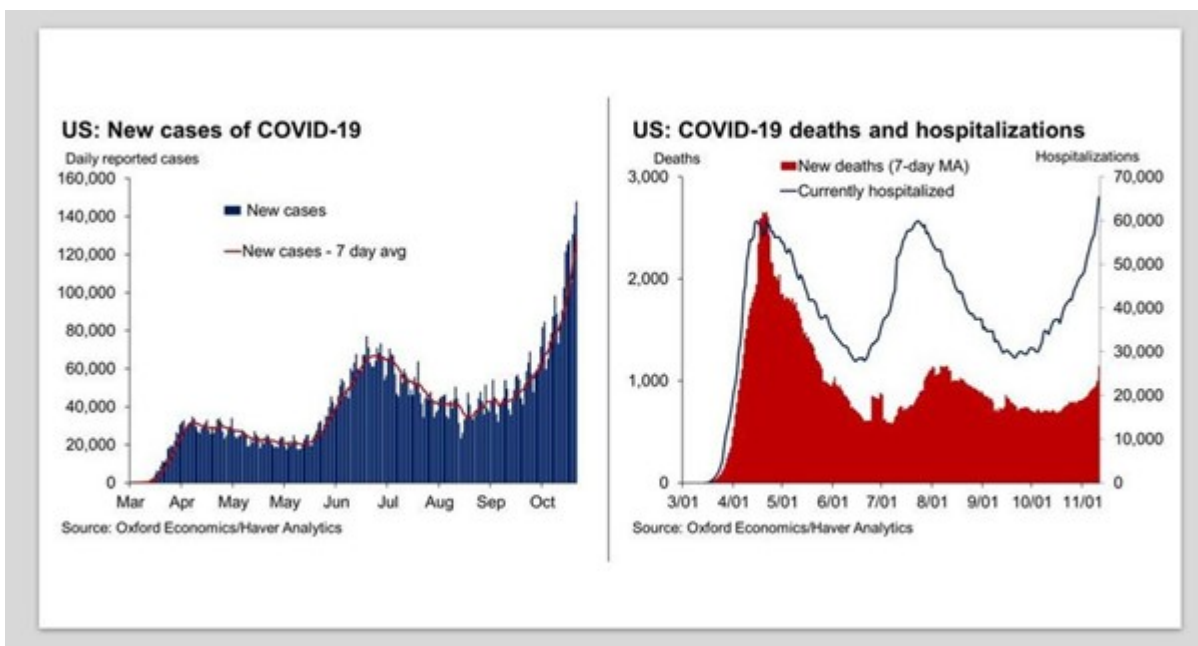 US: New cases of COVID-19
Daily reported cases
160,000
140,000
120,000
100,000
80,000
60,000
40,000
20,000
0
New cases
New cases - 7 day avg
Mar Apr May May Jun Jul Aug Sep Oct
Source: Oxford Economics/Haver Analytics
US: COVID-19 deaths and hospitalizations
Deaths
Hospitalizations
New deaths (7-day MA)
Currently hospitalized
3,000
2,000
1,000
0
70,000
60,000
50,000
40,000
30,000
20,000
10,000
0
3/01 4/01 5/01 6/01 7/01 8/01 9/01 10/01 11/01
Source: Oxford Economics/Haver Analytics